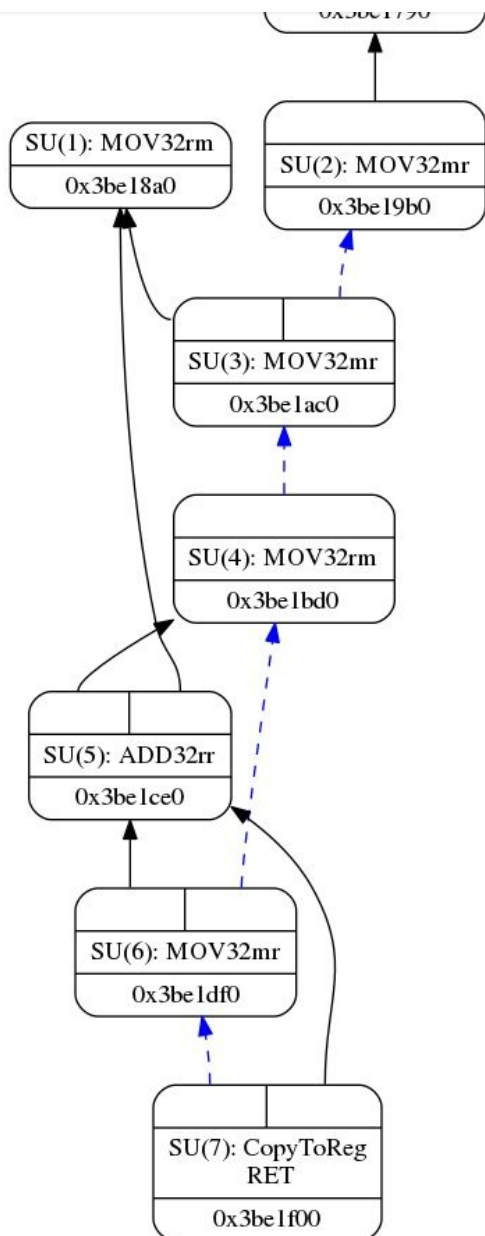 0x3be1790
SU(1): MOV32rm
0x3be18a0
SU(2): MOV32mr
0x3be19b0
SU(3): MOV32mr
0x3be1ac0
SU(4): MOV32rm
0x3be1bd0
SU(5): ADD32rr
0x3be1ce0
SU(6): MOV32mr
0x3be1df0
SU(7): CopyToReg
RET
0x3be1f00